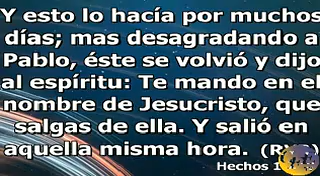 Y esto lo hacía por muchos
días; mas desagradando a
Pablo, éste se volvió y dijo
al espíritu: Te mando en el
nombre de Jesucristo, que
salgas de ella. Y salió en
aquella misma hora.
Hechos